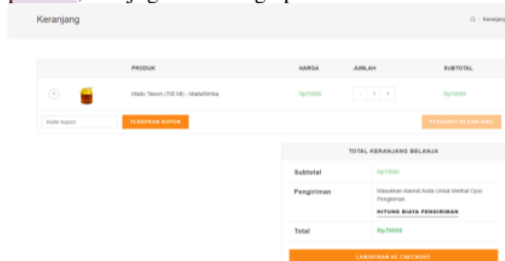 Keranjang
> Keranjang
PRODUK HARGA JUMLAH SUBTOTAL
Madu Tawon (700 Ml) - MaduRimba Rp70000 - 1 + Rp70000
Kode kupon TERAPKAN KUPON PERBARUI KERANJANG
TOTAL KERANJANG BELANJA
Subtotal Rp70000
Pengiriman Masukkan Alamat Anda Untuk Melihat Opsi
Pengiriman.
HITUNG BIAYA PENGIRIMAN
Total Rp70000
LANJUTKAN KE CHECKOUT